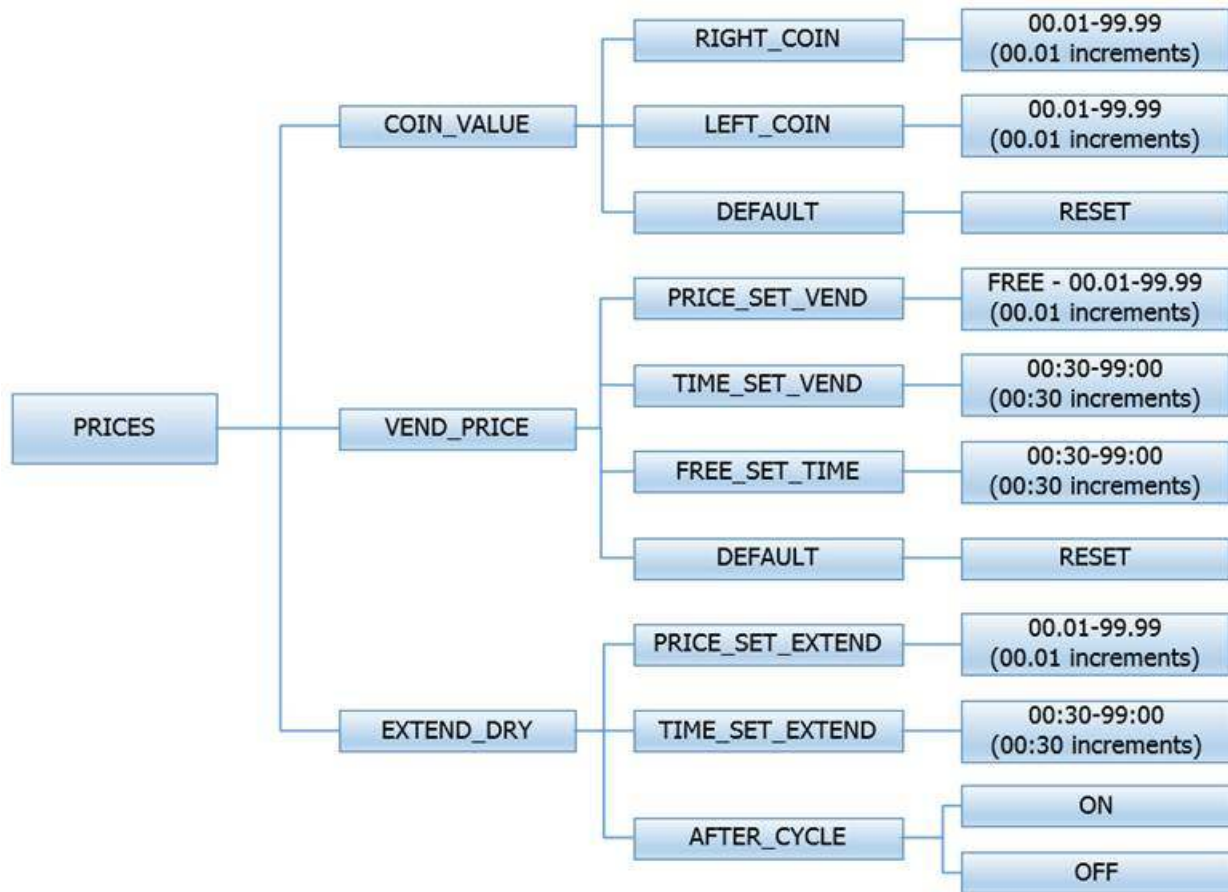 RIGHT_COIN
00.01-99.99
(00.01 increments)
COIN_VALUE
LEFT_COIN
00.01-99.99
(00.01 increments)
DEFAULT
RESET
PRICE_SET_VEND
FREE - 00.01-99.99
(00.01 increments)
TIME_SET_VEND
00:30-99:00
(00:30 increments)
PRICES
VEND_PRICE
FREE_SET_TIME
00:30-99:00
(00:30 increments)
DEFAULT
RESET
PRICE_SET_EXTEND
00.01-99.99
(00.01 increments)
EXTEND_DRY
TIME_SET_EXTEND
00:30-99:00
(00:30 increments)
AFTER_CYCLE
ON
OFF